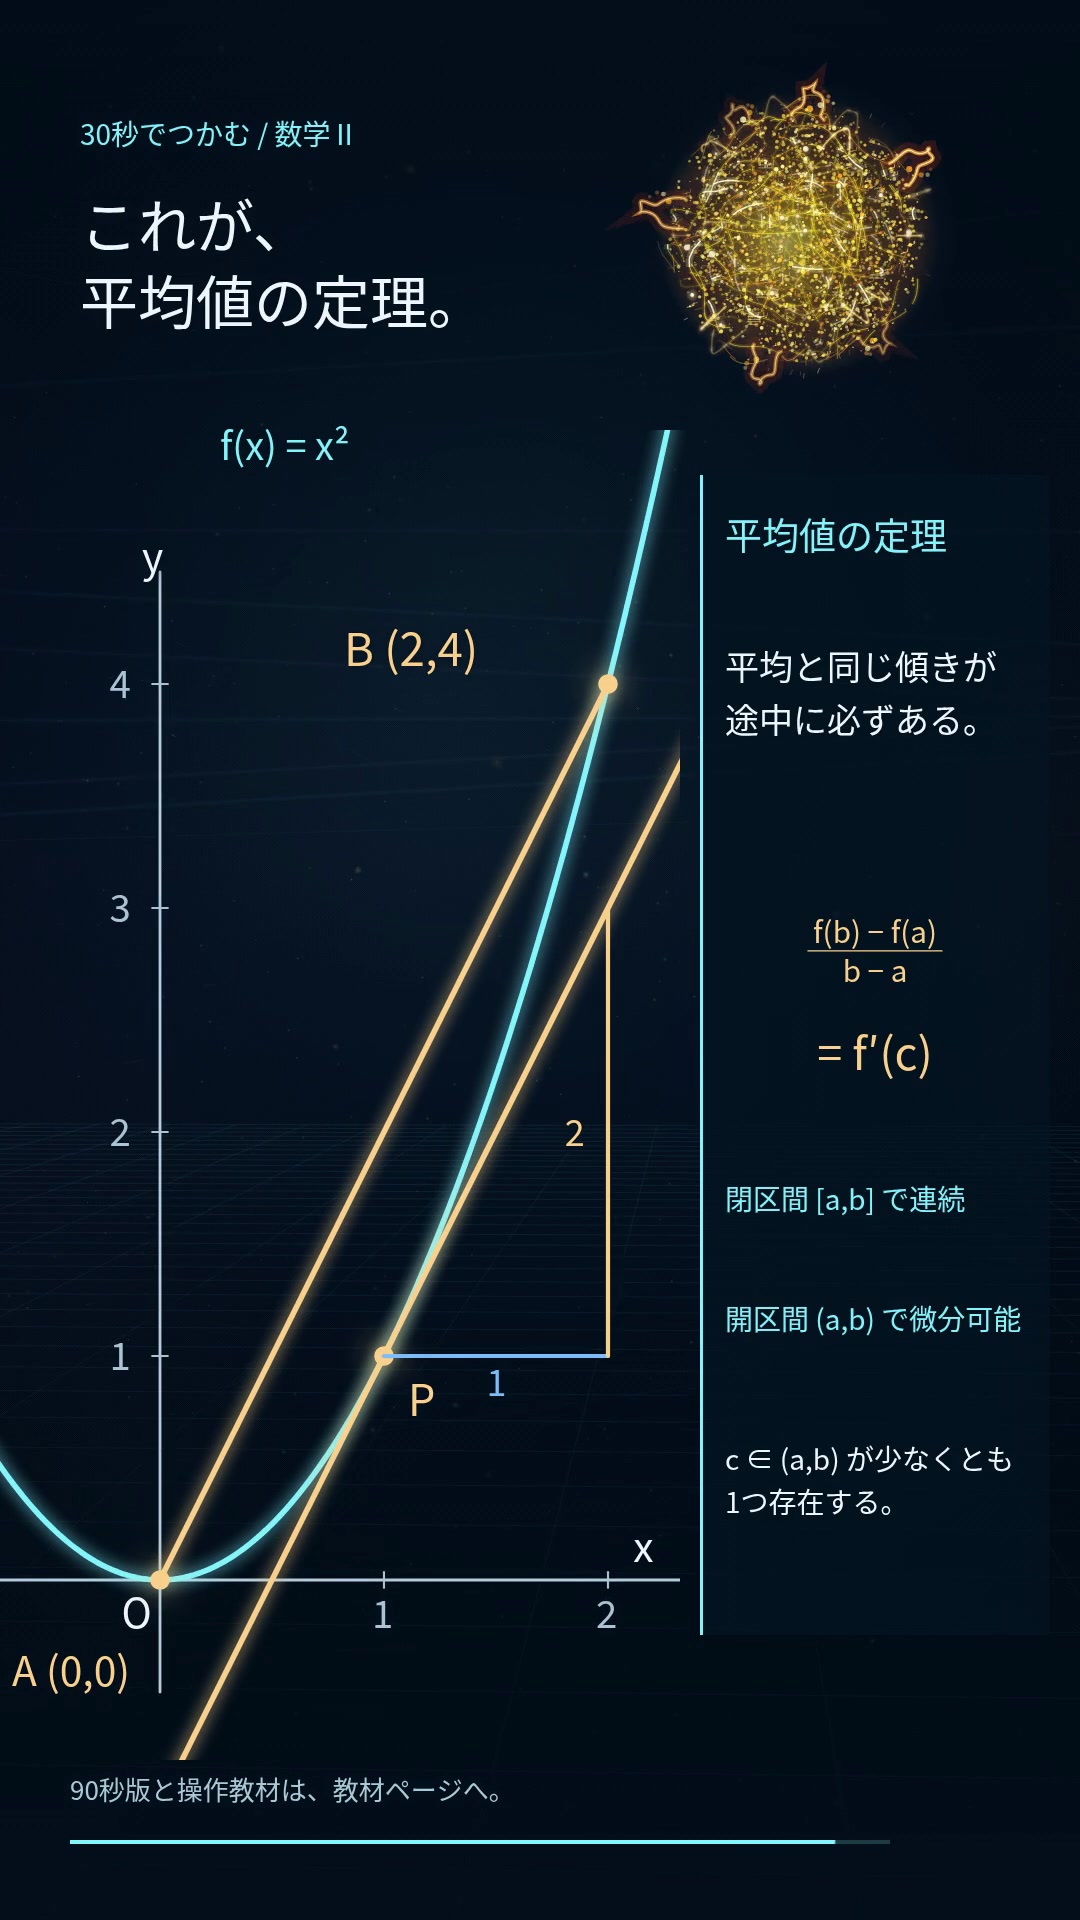 30秒でつかむ / 数学 II
これが、
平均値の定理。
f(x) = x²
y
B (2,4)
4
3
2
2
1
1
P
x
O
1
2
A (0,0)
平均値の定理
平均と同じ傾きが
途中に必ずある。
f(b) − f(a)
b − a
= f′(c)
閉区間 [a,b] で連続
開区間 (a,b) で微分可能
c ∈ (a,b) が少なくとも
1つ存在する。
90秒版と操作教材は、教材ページへ。